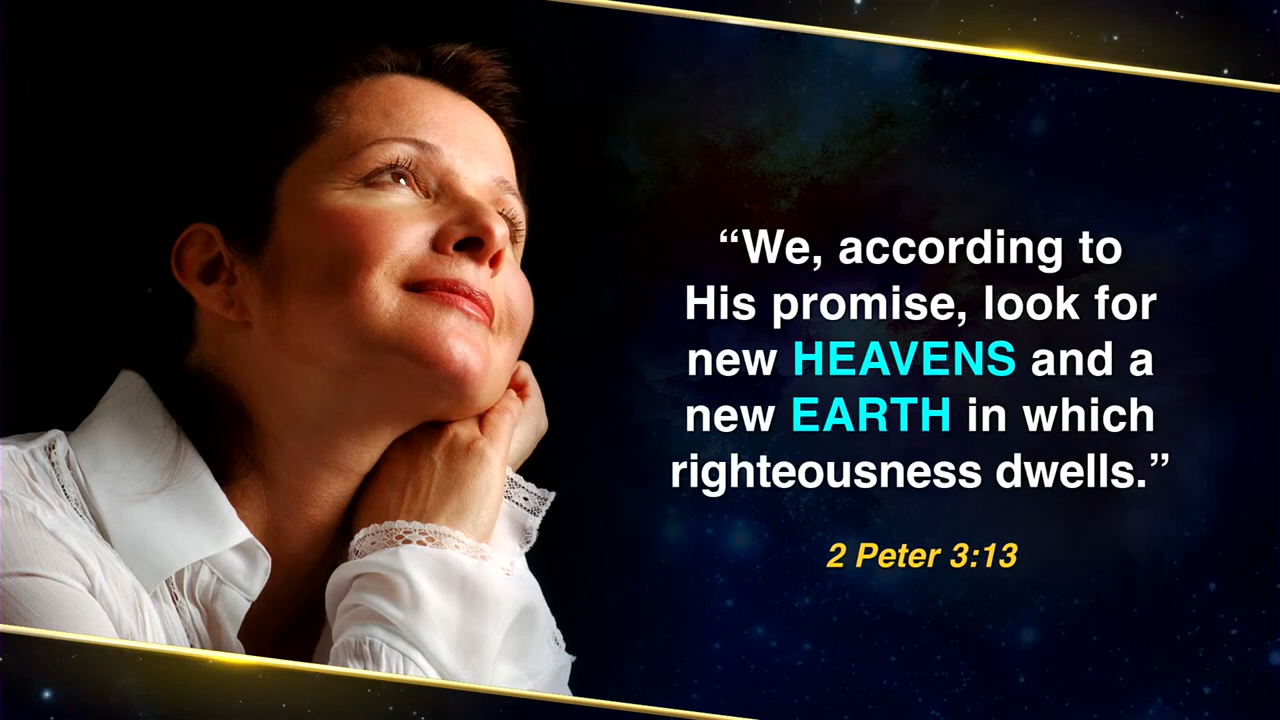 “We, according to
His promise, look for
new HEAVENS and a
new EARTH in which
righteousness dwells.”
2 Peter 3:13